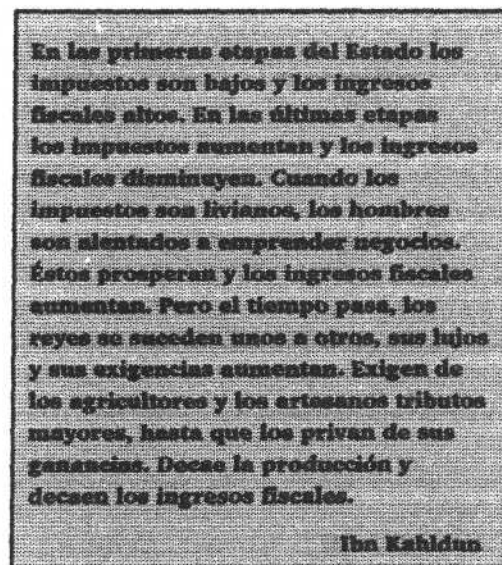 En las primeras etapas del Estado los
impuestos son bajos y los ingresos
fiscales altos. En las últimas etapas
los impuestos aumentan y los ingresos
fiscales disminuyen. Cuando los
impuestos son livianos, los hombres
son alentados a emprender negocios.
Éstos prosperan y los ingresos fiscales
aumentan. Pero el tiempo pasa, los
reyes se suceden unos a otros, sus lujos
y sus exigencias aumentan. Exigen de
los agricultores y los artesanos tributos
mayores, hasta que los privan de sus
ganancias. Decae la producción y
decaen los ingresos fiscales.
Ibn Kahldun